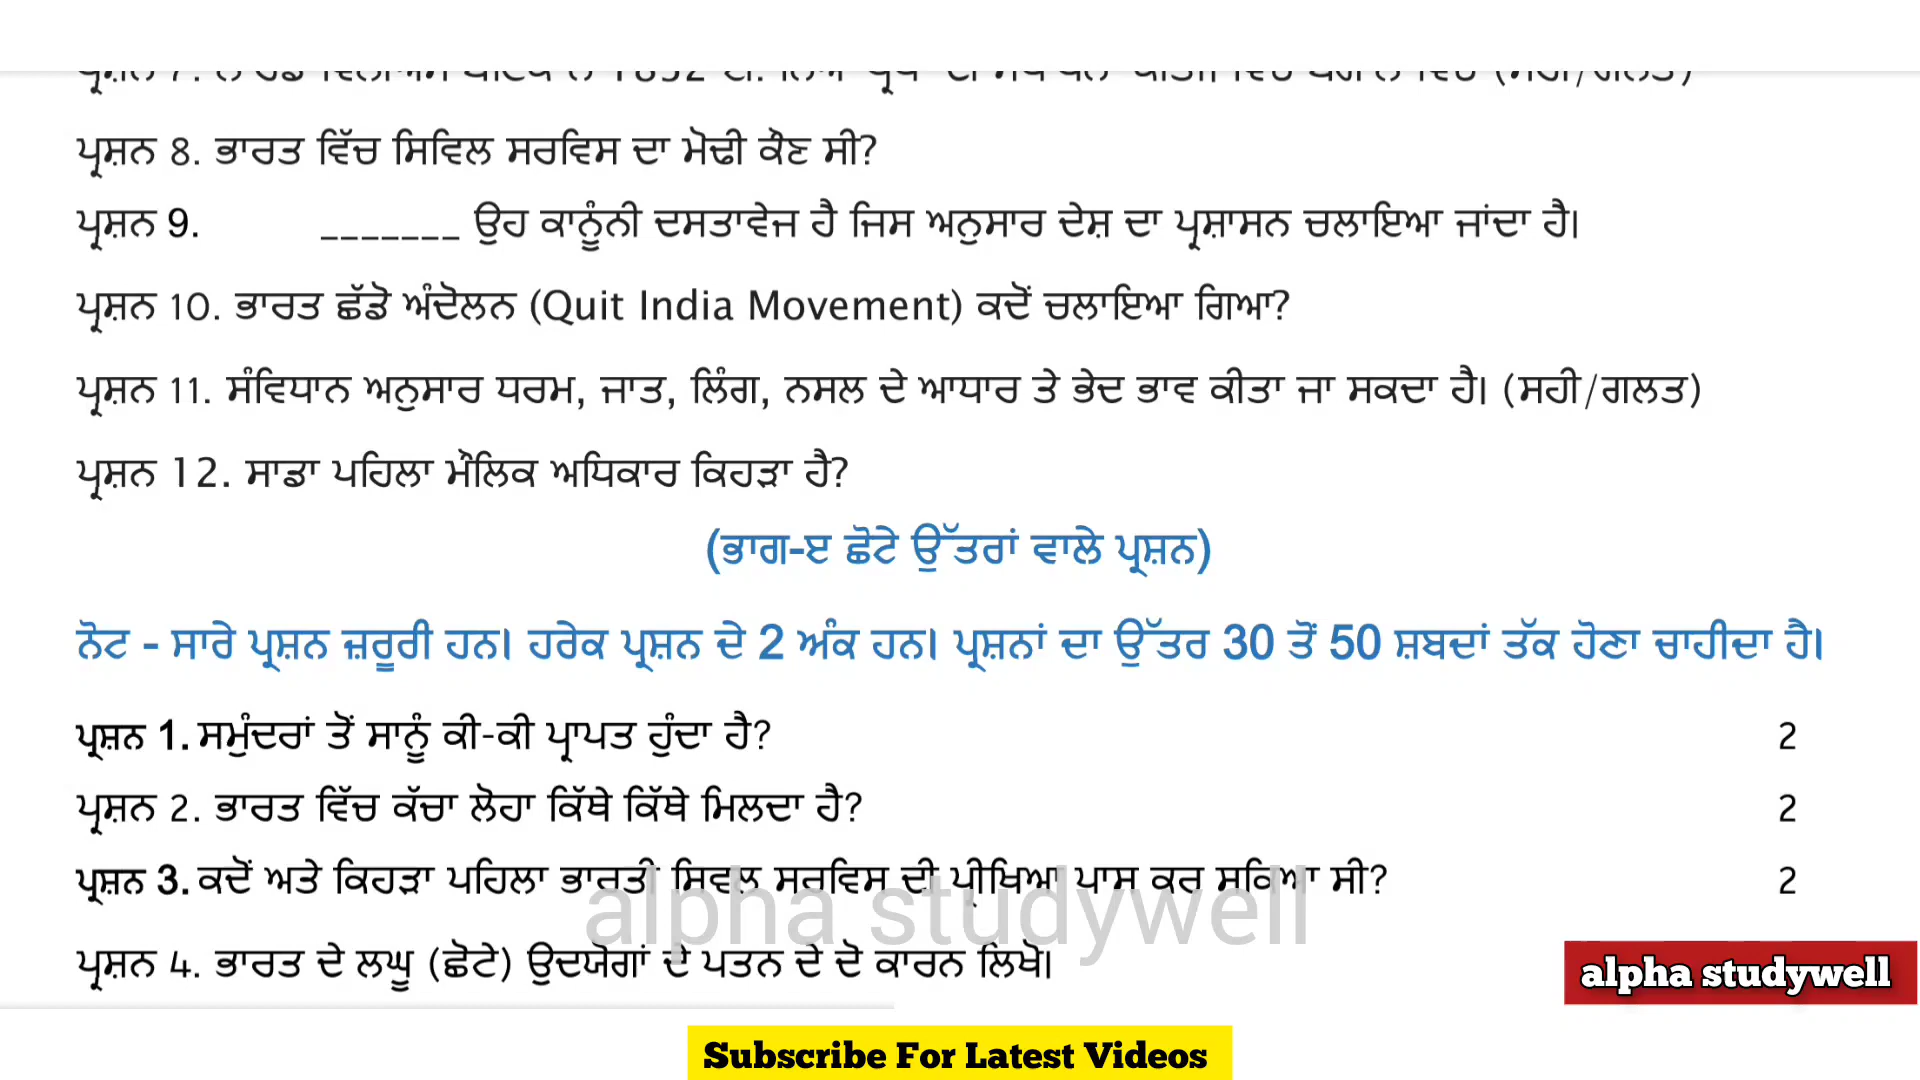 ਪ੍ਰਸ਼ਨ 8. ਭਾਰਤ ਵਿੱਚ ਸਿਵਿਲ ਸਰਵਿਸ ਦਾ ਮੋਢੀ ਕੌਣ ਸੀ?
ਪ੍ਰਸ਼ਨ 9. _______ ਉਹ ਕਾਨੂੰਨੀ ਦਸਤਾਵੇਜ ਹੈ ਜਿਸ ਅਨੁਸਾਰ ਦੇਸ਼ ਦਾ ਪ੍ਰਸ਼ਾਸਨ ਚਲਾਇਆ ਜਾਂਦਾ ਹੈ।
ਪ੍ਰਸ਼ਨ 10. ਭਾਰਤ ਛੱਡੋ ਅੰਦੋਲਨ (Quit India Movement) ਕਦੋਂ ਚਲਾਇਆ ਗਿਆ?
ਪ੍ਰਸ਼ਨ 11. ਸੰਵਿਧਾਨ ਅਨੁਸਾਰ ਧਰਮ, ਜਾਤ, ਲਿੰਗ, ਨਸਲ ਦੇ ਆਧਾਰ ਤੇ ਭੇਦ ਭਾਵ ਕੀਤਾ ਜਾ ਸਕਦਾ ਹੈ। (ਸਹੀ/ਗਲਤ)
ਪ੍ਰਸ਼ਨ 12. ਸਾਡਾ ਪਹਿਲਾ ਮੌਲਿਕ ਅਧਿਕਾਰ ਕਿਹੜਾ ਹੈ?
(ਭਾਗ-ੲ ਛੋਟੇ ਉੱਤਰਾਂ ਵਾਲੇ ਪ੍ਰਸ਼ਨ)
ਨੋਟ - ਸਾਰੇ ਪ੍ਰਸ਼ਨ ਜ਼ਰੂਰੀ ਹਨ। ਹਰੇਕ ਪ੍ਰਸ਼ਨ ਦੇ 2 ਅੰਕ ਹਨ। ਪ੍ਰਸ਼ਨਾਂ ਦਾ ਉੱਤਰ 30 ਤੋਂ 50 ਸ਼ਬਦਾਂ ਤੱਕ ਹੋਣਾ ਚਾਹੀਦਾ ਹੈ।
ਪ੍ਰਸ਼ਨ 1. ਸਮੁੰਦਰਾਂ ਤੋਂ ਸਾਨੂੰ ਕੀ-ਕੀ ਪ੍ਰਾਪਤ ਹੁੰਦਾ ਹੈ? 2
ਪ੍ਰਸ਼ਨ 2. ਭਾਰਤ ਵਿੱਚ ਕੱਚਾ ਲੋਹਾ ਕਿੱਥੇ ਕਿੱਥੇ ਮਿਲਦਾ ਹੈ? 2
ਪ੍ਰਸ਼ਨ 3. ਕਦੋਂ ਅਤੇ ਕਿਹੜਾ ਪਹਿਲਾ ਭਾਰਤੀ ਸਿਵਲ ਸਰਵਿਸ ਦੀ ਪ੍ਰੀਖਿਆ ਪਾਸ ਕਰ ਸਕਿਆ ਸੀ? 2
alpha studywell
ਪ੍ਰਸ਼ਨ 4. ਭਾਰਤ ਦੇ ਲਘੂ (ਛੋਟੇ) ਉਦਯੋਗਾਂ ਦੇ ਪਤਨ ਦੇ ਦੋ ਕਾਰਨ ਲਿਖੋ।
alpha studywell
Subscribe For Latest Videos